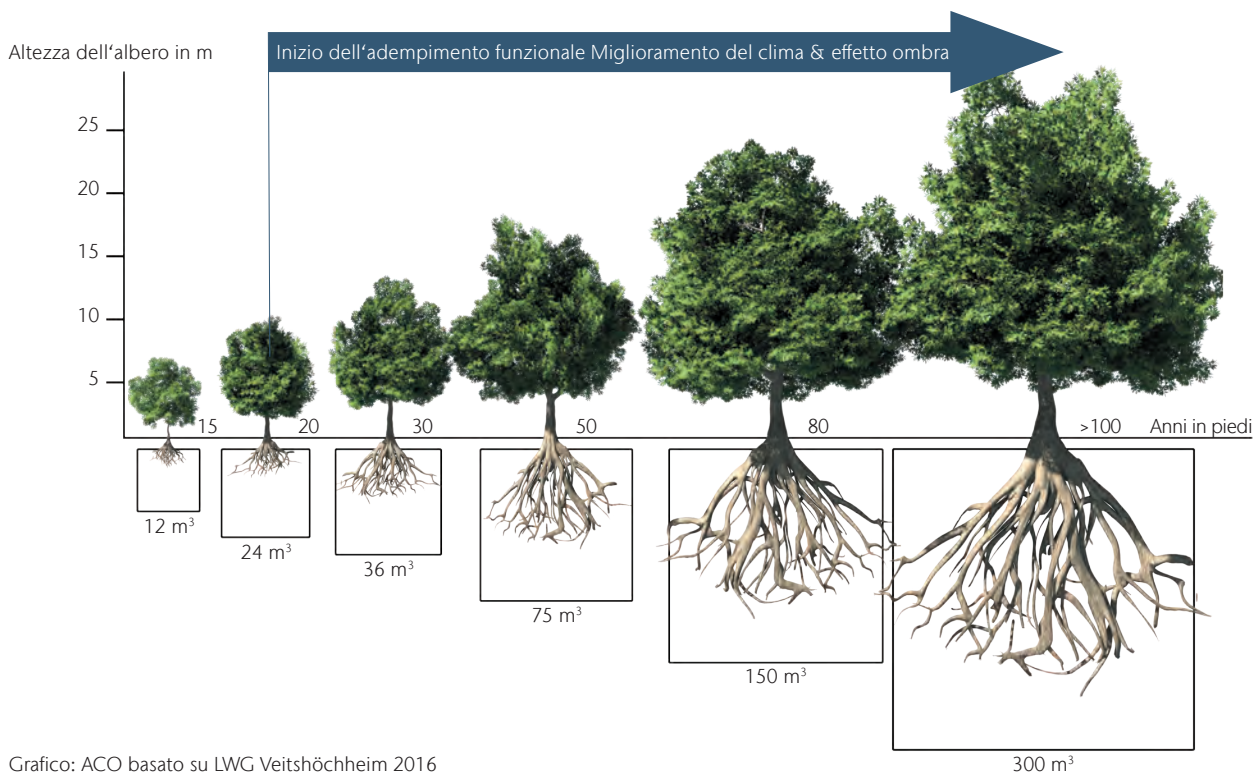 Altezza dell‘albero in m
Inizio dell‘adempimento funzionale Miglioramento del clima & effetto ombra
25
20
15
10
5
15 20 30 50 80 >100 Anni in piedi
12 m³
24 m³
36 m³
75 m³
150 m³
300 m³
Grafico: ACO basato su LWG Veitshöchheim 2016